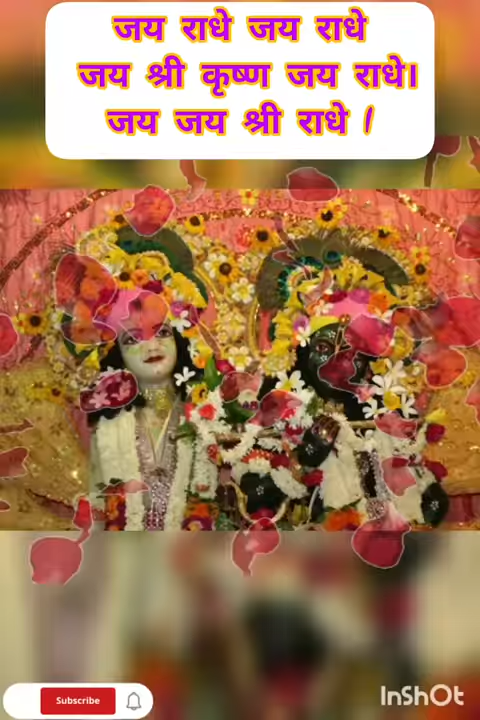 जय राधे जय राधे
जय श्री कृष्ण जय राधे।
जय जय श्री राधे।
Subscribe
InShOt